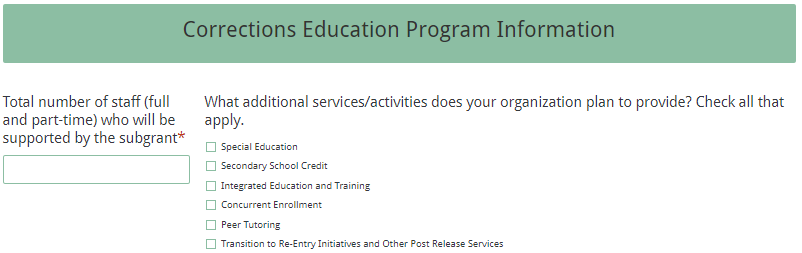 Corrections Education Program Information
Total number of staff (full
and part-time) who will be
supported by the subgrant*
What additional services/activities does your organization plan to provide? Check all that
apply.
Special Education
Secondary School Credit
Integrated Education and Training
Concurrent Enrollment
Peer Tutoring
Transition to Re-Entry Initiatives and Other Post Release Services